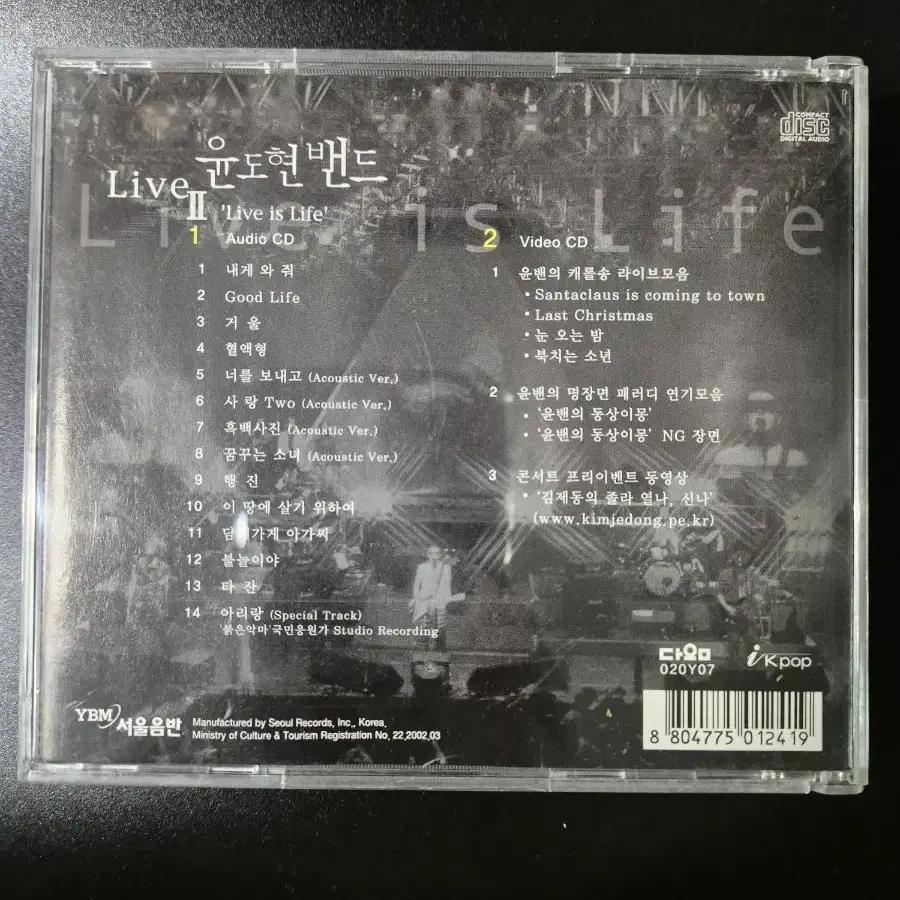 COMPACT
disc
DIGITAL AUDIO
Live is Life
윤도현 밴드
Live II 'Live is Life'
1 Audio CD
1 내게 와 줘
2 Good Life
3 거 울
4 혈액형
5 너를 보내고 (Acoustic Ver.)
6 사 랑 Two (Acoustic Ver.)
7 흑백사진 (Acoustic Ver.)
8 꿈꾸는 소녀 (Acoustic Ver.)
9 행 진
10 이 땅에 살기 위하여
11 담 가게 아가씨
12 불놀이야
13 타 잔
14 아리랑 (Special Track)
'붉은악마'국민응원가 Studio Recording
2 Video CD
1 윤밴의 캐롤송 라이브모음
• Santaclaus is coming to town
• Last Christmas
• 눈 오는 밤
• 북치는 소년
2 윤밴의 명장면 패러디 연기모음
• '윤밴의 동상이몽'
• '윤밴의 동상이몽' NG 장면
3 콘서트 프리이벤트 동영상
• '김제동의 졸라 열나, 신나'
(www.kimjedong.pe.kr)
다음
020Y07
iKpop
YBM 서울음반
Manufactured by Seoul Records, Inc., Korea.
Ministry of Culture & Tourism Registration No. 22,2002,03
8 804775 012419